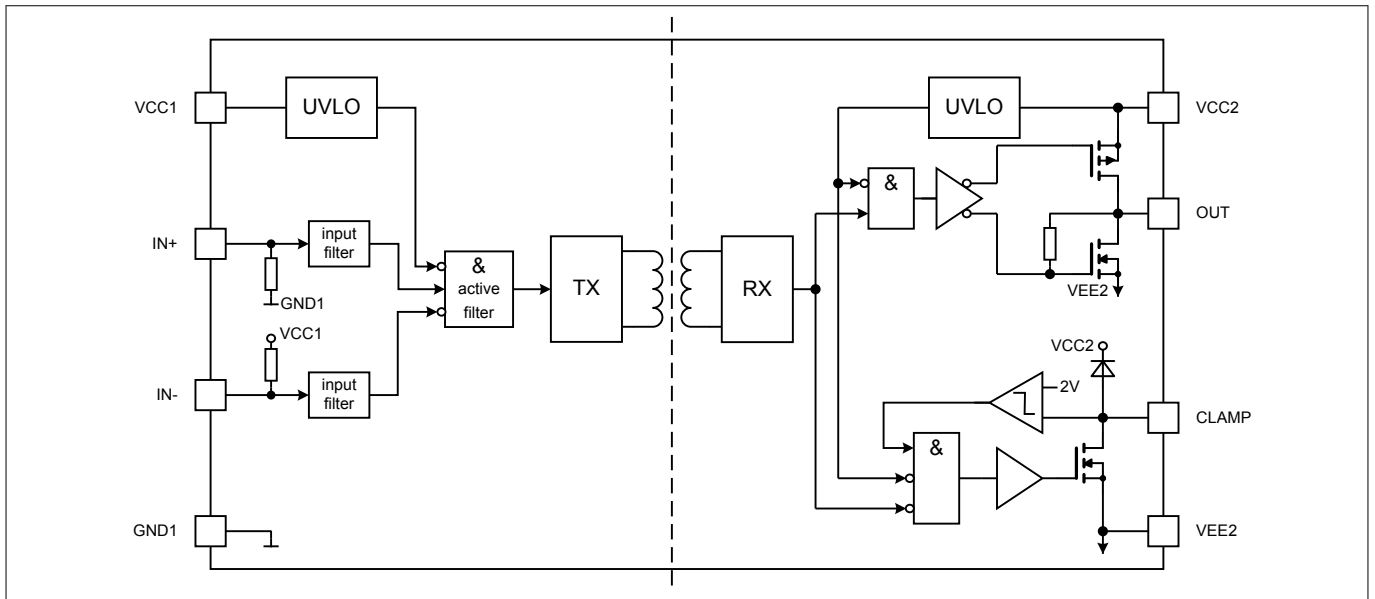 VCC1
UVLO
IN+
input
filter
GND1
VCC1
IN-
input
filter
GND1
&
active
filter
TX
RX
UVLO
VCC2
&
OUT
VEE2
VCC2
2V
CLAMP
&
VEE2